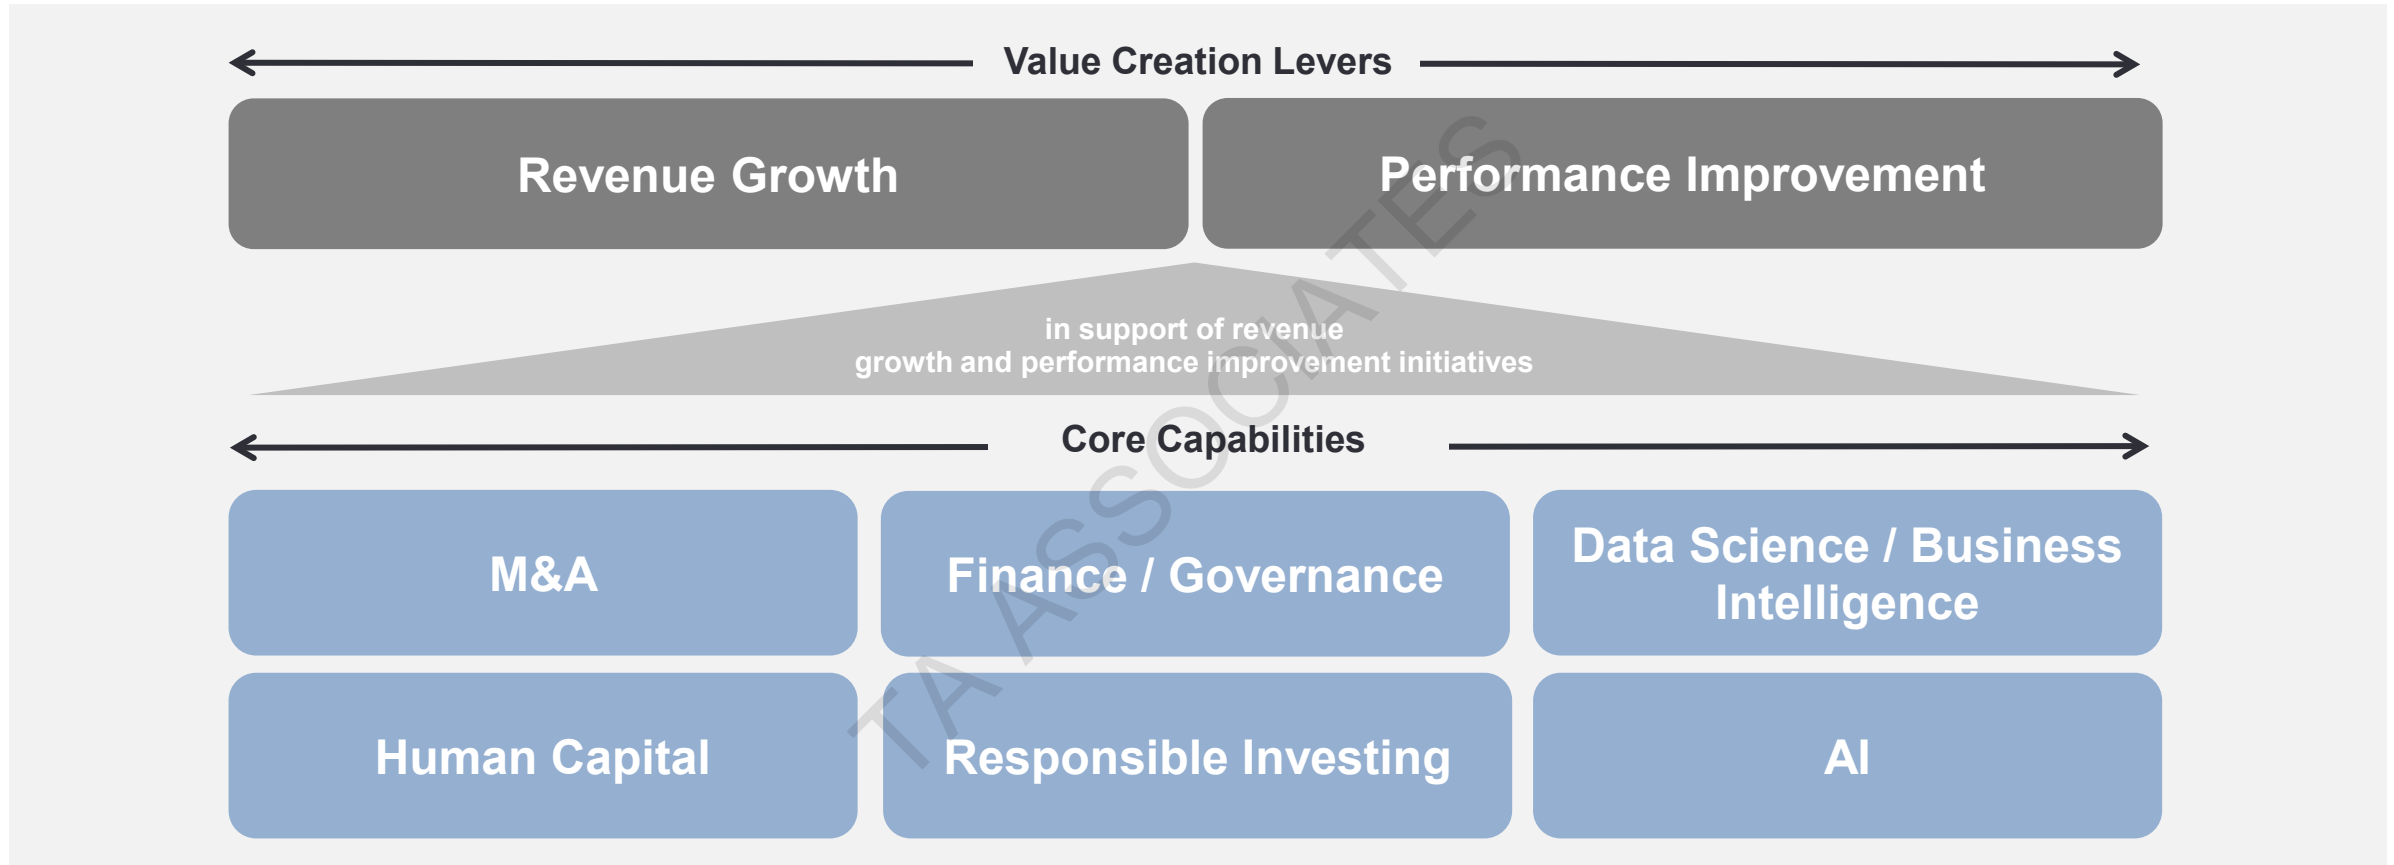 Value Creation Levers
Revenue Growth
Performance Improvement
in support of revenue
growth and performance improvement initiatives
Core Capabilities
M&A
Finance / Governance
Data Science / Business
Intelligence
Human Capital
Responsible Investing
AI
TA ASSOCIATES